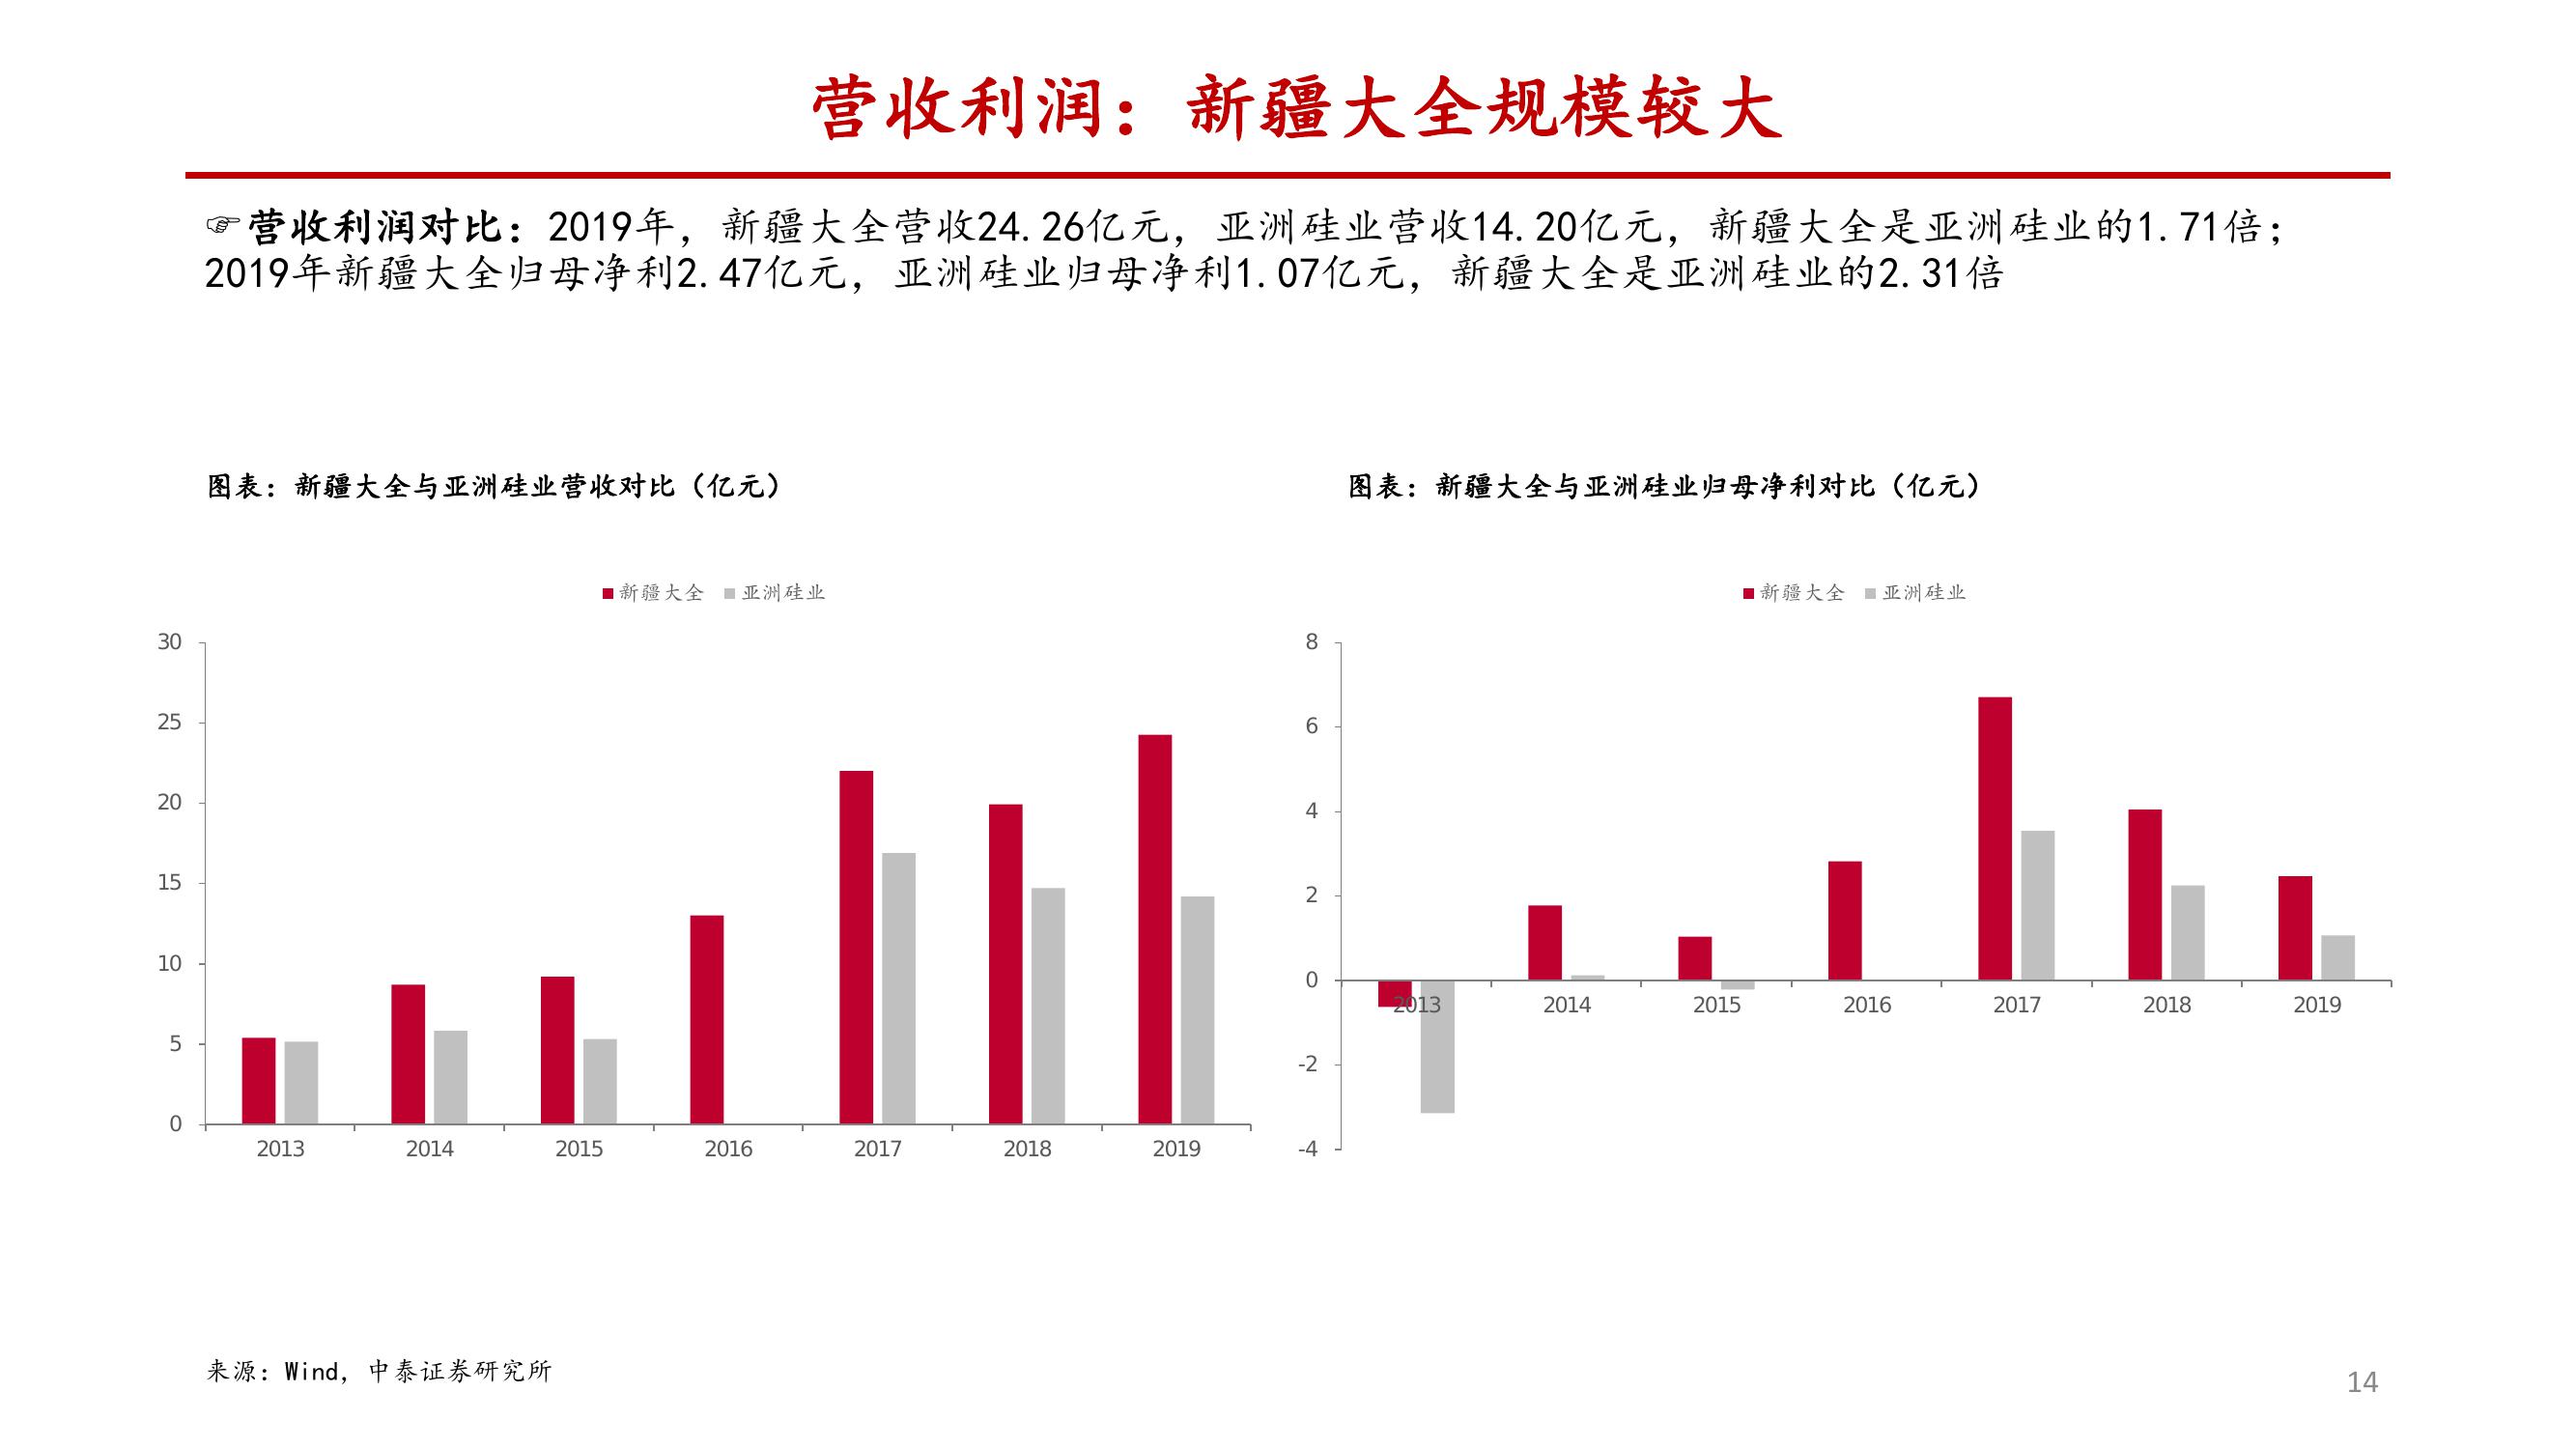 营收利润：新疆大全规模较大
☞营收利润对比：2019年，新疆大全营收24.26亿元，亚洲硅业营收14.20亿元，新疆大全是亚洲硅业的1.71倍；
2019年新疆大全归母净利2.47亿元，亚洲硅业归母净利1.07亿元，新疆大全是亚洲硅业的2.31倍
图表：新疆大全与亚洲硅业营收对比（亿元）
新疆大全 亚洲硅业
30
25
20
15
10
5
0
2013 2014 2015 2016 2017 2018 2019
图表：新疆大全与亚洲硅业归母净利对比（亿元）
新疆大全 亚洲硅业
8
6
4
2
0
-2
-4
2013 2014 2015 2016 2017 2018 2019
来源：Wind，中泰证券研究所
14